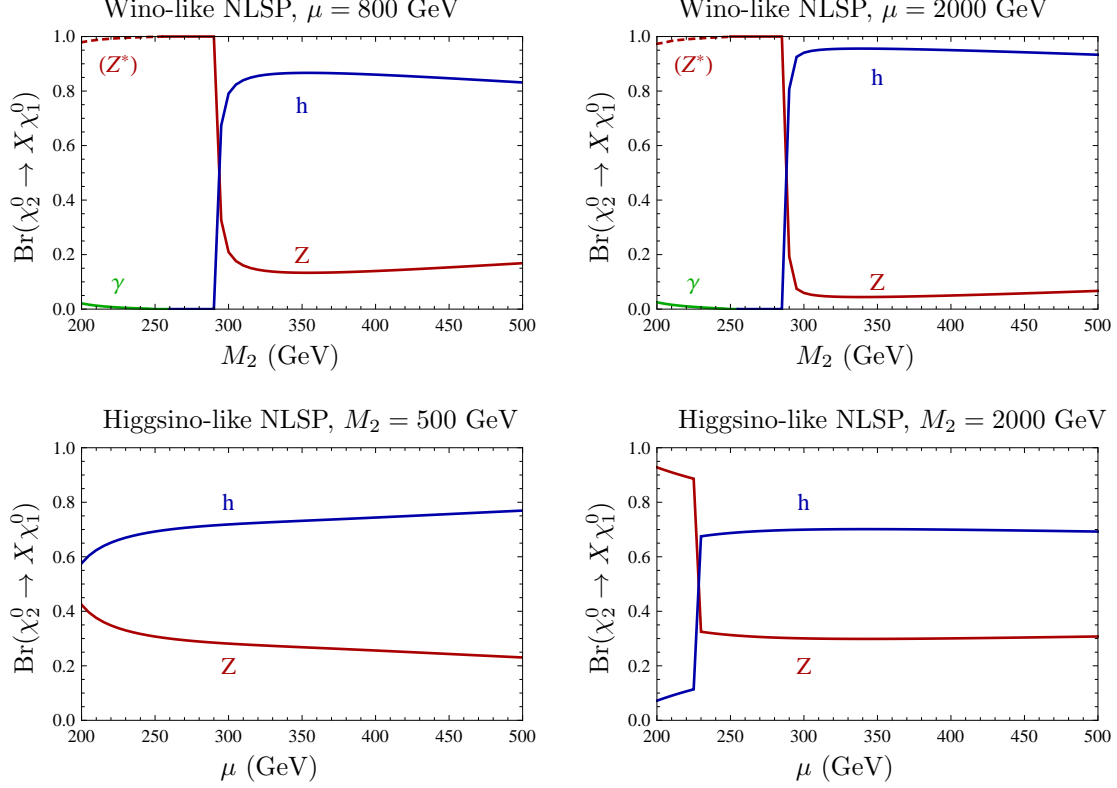 Wino-like NLSP, μ = 800 GeV
1.0
0.8
0.6
0.4
0.2
0.0
200 250 300 350 400 450 500
Br(χ₂⁰ → Xχ₁⁰)
M₂ (GeV)
(Z*)
h
Z
γ
Wino-like NLSP, μ = 2000 GeV
1.0
0.8
0.6
0.4
0.2
0.0
200 250 300 350 400 450 500
Br(χ₂⁰ → Xχ₁⁰)
M₂ (GeV)
(Z*)
h
Z
γ
Higgsino-like NLSP, M₂ = 500 GeV
1.0
0.8
0.6
0.4
0.2
0.0
200 250 300 350 400 450 500
Br(χ₂⁰ → Xχ₁⁰)
μ (GeV)
h
Z
Higgsino-like NLSP, M₂ = 2000 GeV
1.0
0.8
0.6
0.4
0.2
0.0
200 250 300 350 400 450 500
Br(χ₂⁰ → Xχ₁⁰)
μ (GeV)
h
Z